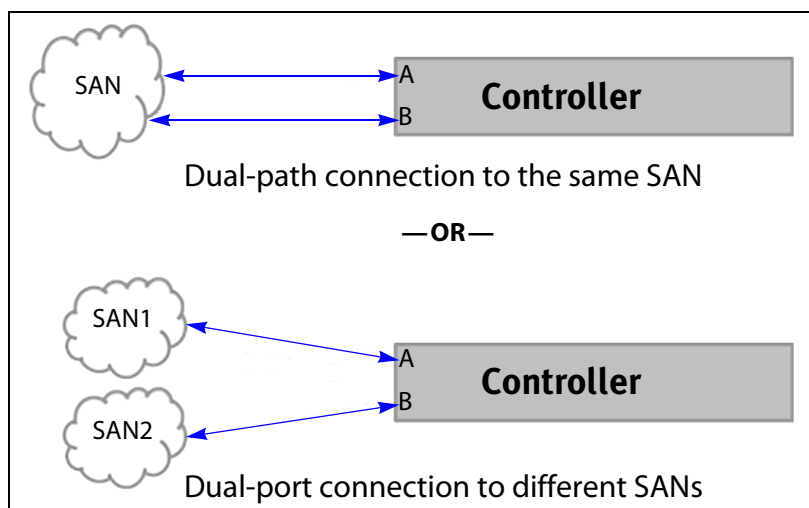 SAN
A
Controller
B
Dual-path connection to the same SAN
—OR—
SAN1
A
Controller
B
SAN2
Dual-port connection to different SANs